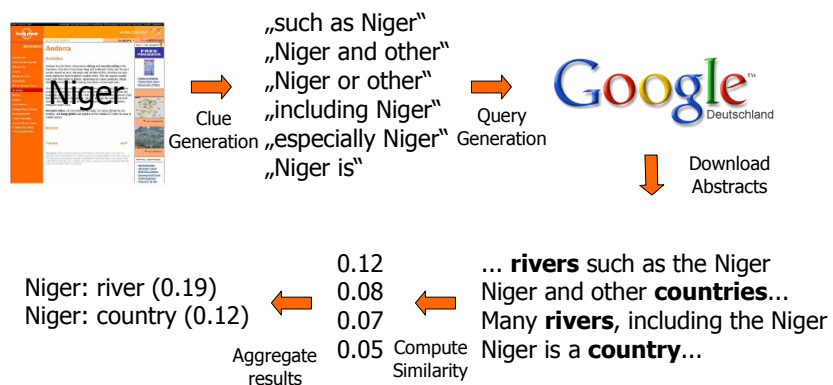 Andorra
Niger
Clue
Generation
„such as Niger“
„Niger and other“
„Niger or other“
„including Niger“
„especially Niger“
„Niger is“
Query
Generation
Google™
Deutschland
Download
Abstracts
... rivers such as the Niger
Niger and other countries...
Many rivers, including the Niger
Niger is a country...
Compute
Similarity
0.12
0.08
0.07
0.05
Aggregate
results
Niger: river (0.19)
Niger: country (0.12)